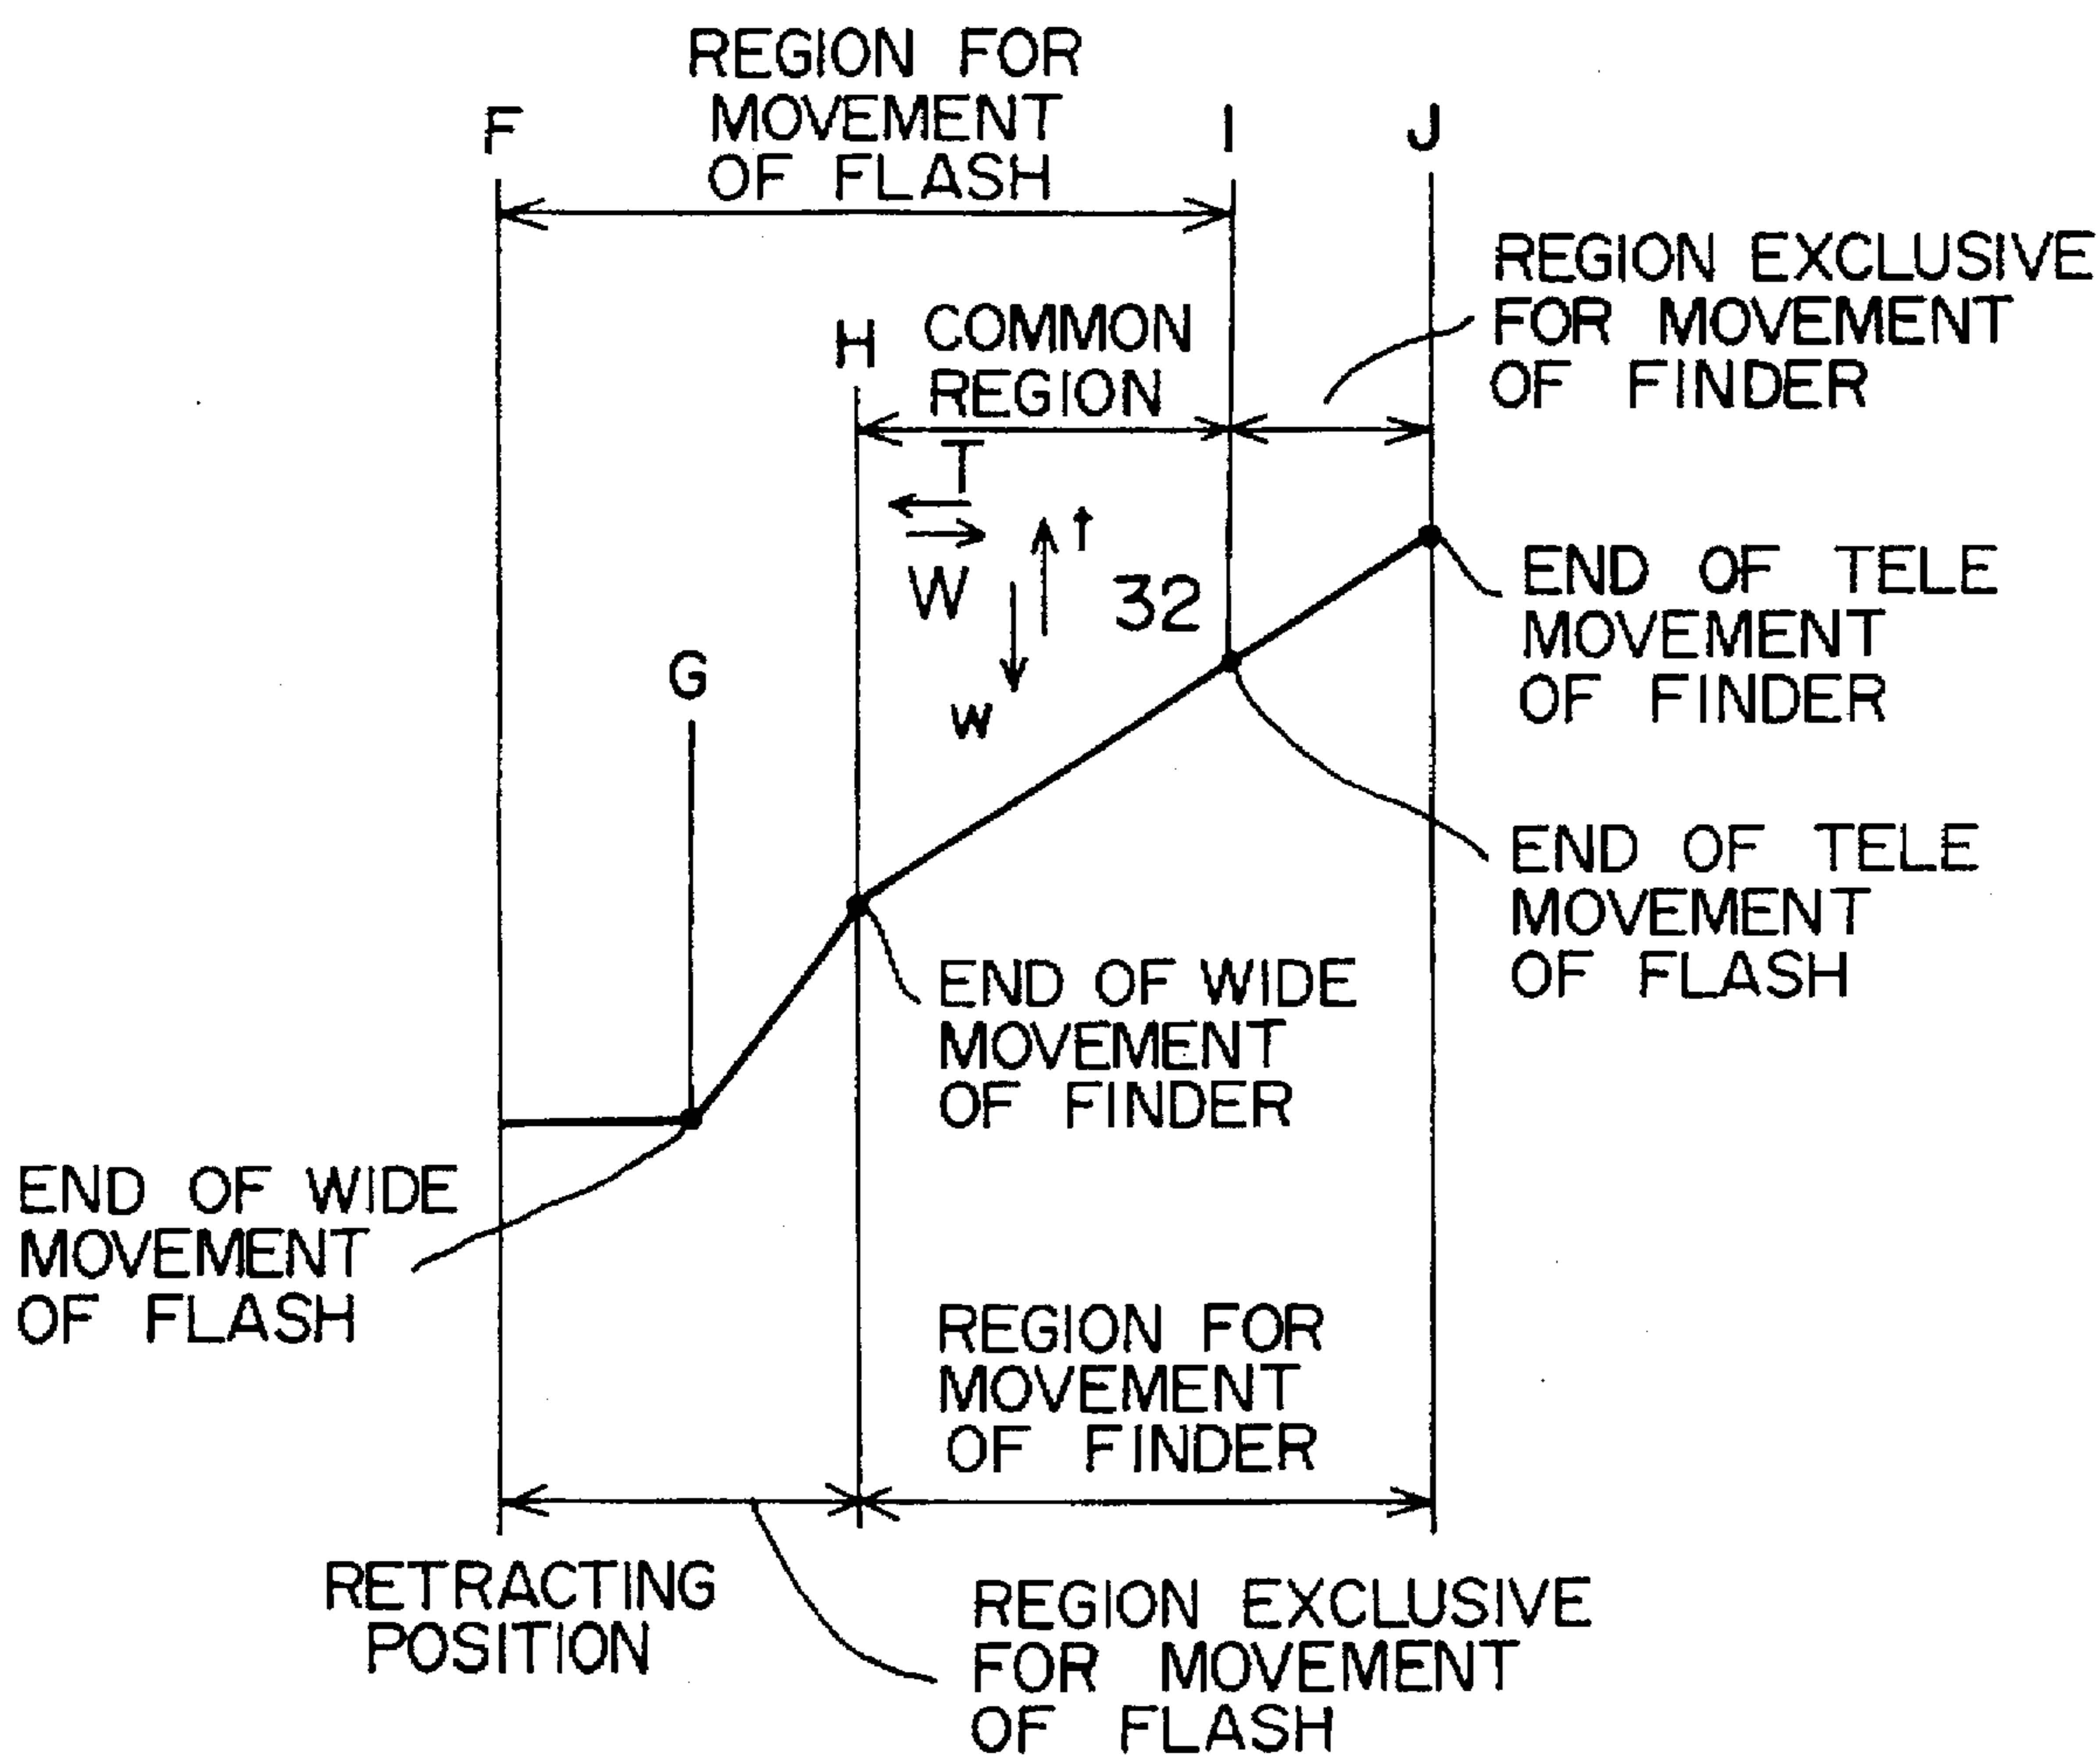 REGION FOR
MOVEMENT
OF FLASH
F
I
J
REGION EXCLUSIVE
FOR MOVEMENT
OF FINDER
H
COMMON
REGION
T
W
t
w
32
G
END OF TELE
MOVEMENT
OF FINDER
END OF TELE
MOVEMENT
OF FLASH
END OF WIDE
MOVEMENT
OF FINDER
END OF WIDE
MOVEMENT
OF FLASH
REGION FOR
MOVEMENT
OF FINDER
RETRACTING
POSITION
REGION EXCLUSIVE
FOR MOVEMENT
OF FLASH